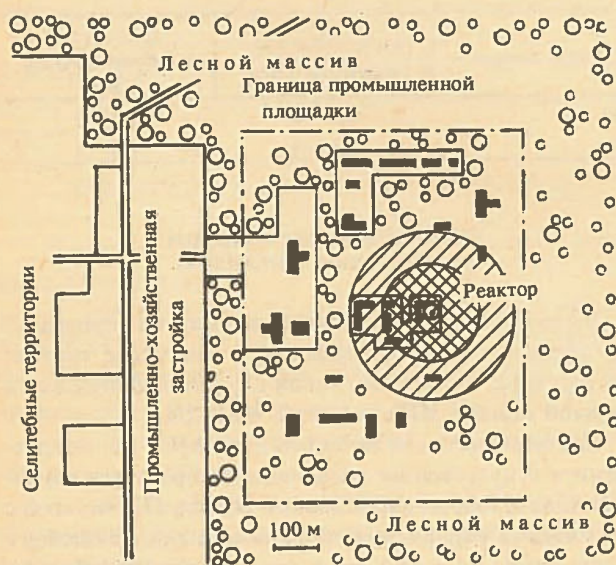 Лесной массив
Граница промышленной
площадки
Реактор
Селитебные территории
Промышленно-хозяйственная
застройка
100 м
Лесной массив